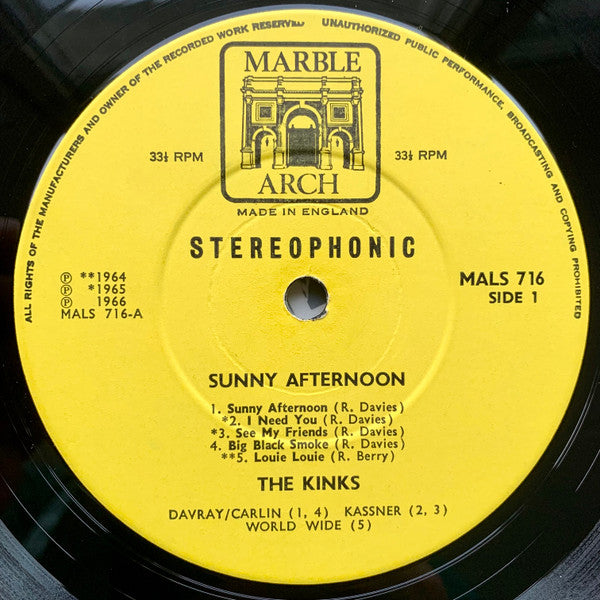 ALL RIGHTS OF THE MANUFACTURERS AND OWNER OF THE RECORDED WORK RESERVED UNAUTHORIZED PUBLIC PERFORMANCE, BROADCASTING AND COPYING PROHIBITED
MARBLE
ARCH
33⅓ RPM
33⅓ RPM
MADE IN ENGLAND
STEREOPHONIC
Ⓟ **1964
Ⓟ *1965
Ⓟ 1966
MALS 716-A
MALS 716
SIDE 1
SUNNY AFTERNOON
1. Sunny Afternoon (R. Davies)
*2. I Need You (R. Davies)
*3. See My Friends (R. Davies)
4. Big Black Smoke (R. Davies)
**5. Louie Louie (R. Berry)
THE KINKS
DAVRAY/CARLIN (1, 4) KASSNER (2, 3)
WORLD WIDE (5)